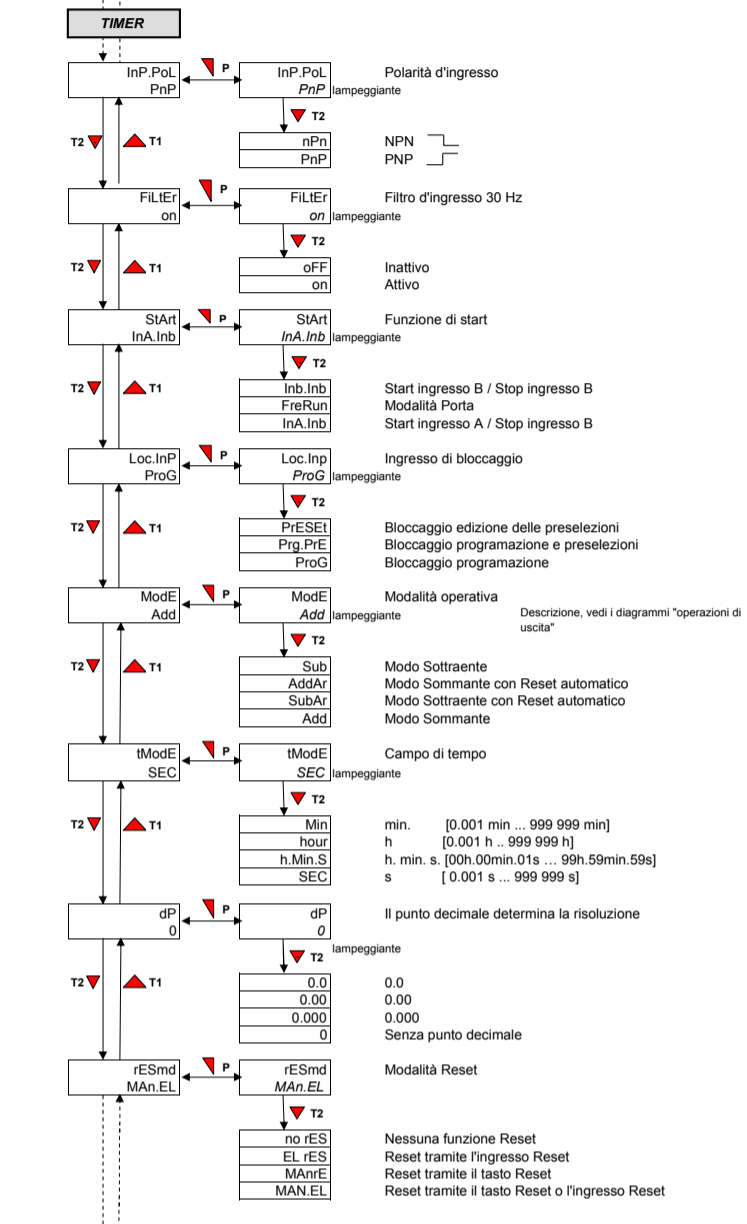 TIMER
InP.PoL P InP.PoL Polarità d'ingresso
PnP PnP lampeggiante
T2
T2 T1 nPn NPN
PnP PNP
FiLtEr P FiLtEr Filtro d'ingresso 30 Hz
on on lampeggiante
T2
T2 T1 oFF Inattivo
on Attivo
StArt P StArt Funzione di start
InA.Inb InA.Inb lampeggiante
T2
T2 T1 Inb.Inb Start ingresso B / Stop ingresso B
FreRun Modalità Porta
InA.Inb Start ingresso A / Stop ingresso B
Loc.InP P Loc.Inp Ingresso di bloccaggio
ProG ProG lampeggiante
T2
T2 T1 PrESEt Bloccaggio edizione delle preselezioni
Prg.PrE Bloccaggio programazione e preselezioni
ProG Bloccaggio programazione
ModE P ModE Modalità operativa
Add Add lampeggiante Descrizione, vedi i diagrammi "operazioni di
uscita"
T2
T2 T1 Sub Modo Sottraente
AddAr Modo Sommante con Reset automatico
SubAr Modo Sottraente con Reset automatico
Add Modo Sommante
tModE P tModE Campo di tempo
SEC SEC lampeggiante
T2
T2 T1 Min min. [0.001 min ... 999 999 min]
hour h [0.001 h .. 999 999 h]
h.Min.S h. min. s. [00h.00min.01s … 99h.59min.59s]
SEC s [ 0.001 s ... 999 999 s]
dP P dP Il punto decimale determina la risoluzione
0 0
lampeggiante
T2
T2 T1 0.0 0.0
0.00 0.00
0.000 0.000
0 Senza punto decimale
rESmd P rESmd Modalità Reset
MAn.EL MAn.EL
T2
no rES Nessuna funzione Reset
EL rES Reset tramite l'ingresso Reset
MAnrE Reset tramite il tasto Reset
MAN.EL Reset tramite il tasto Reset o l'ingresso Reset